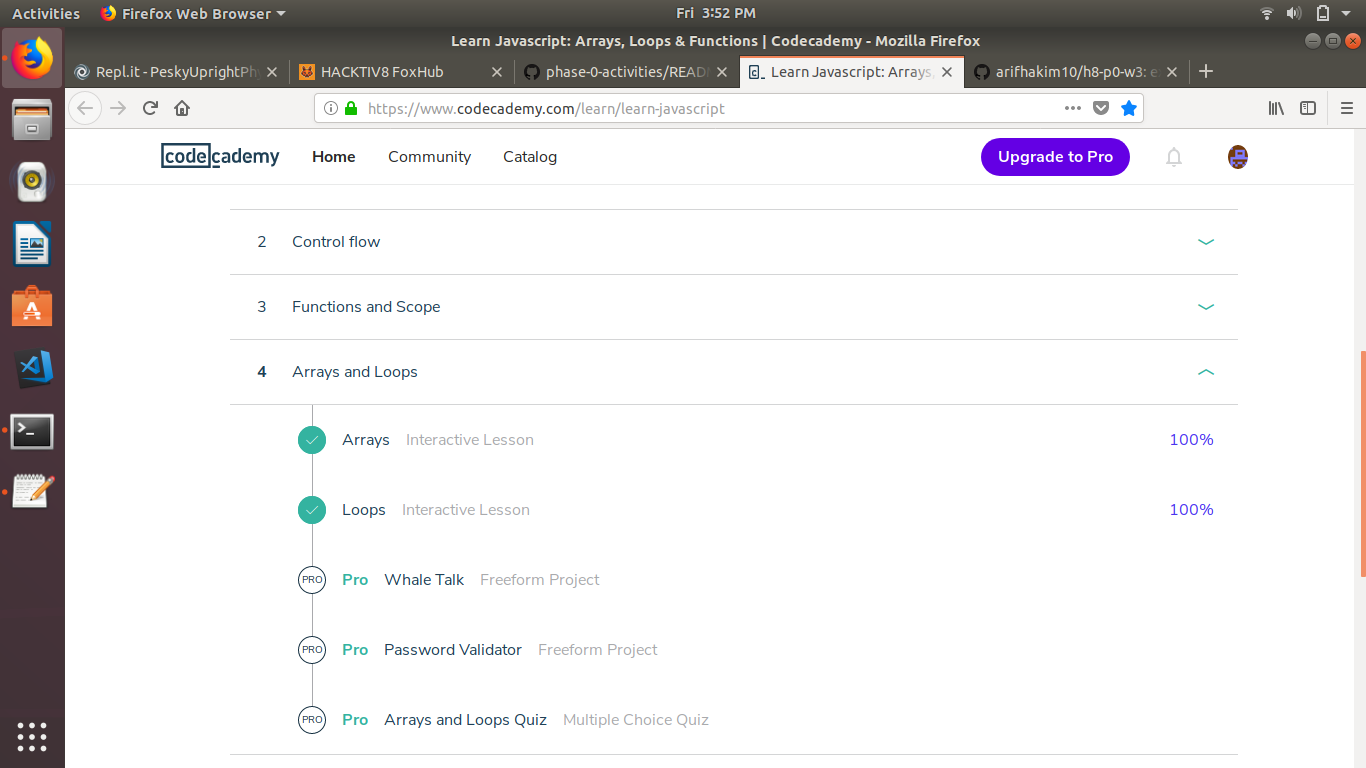 Activities Firefox Web Browser Fri 3:52 PM
Learn Javascript: Arrays, Loops & Functions | Codecademy - Mozilla Firefox
Repl.it - PeskyUprightPh HACKTIV8 FoxHub phase-0-activities/READ Learn Javascript: Arrays, arifhakim10/h8-p0-w3: e
https://www.codecademy.com/learn/learn-javascript
codecademy Home Community Catalog Upgrade to Pro
2 Control flow
3 Functions and Scope
4 Arrays and Loops
Arrays Interactive Lesson 100%
Loops Interactive Lesson 100%
PRO Pro Whale Talk Freeform Project
PRO Pro Password Validator Freeform Project
PRO Pro Arrays and Loops Quiz Multiple Choice Quiz